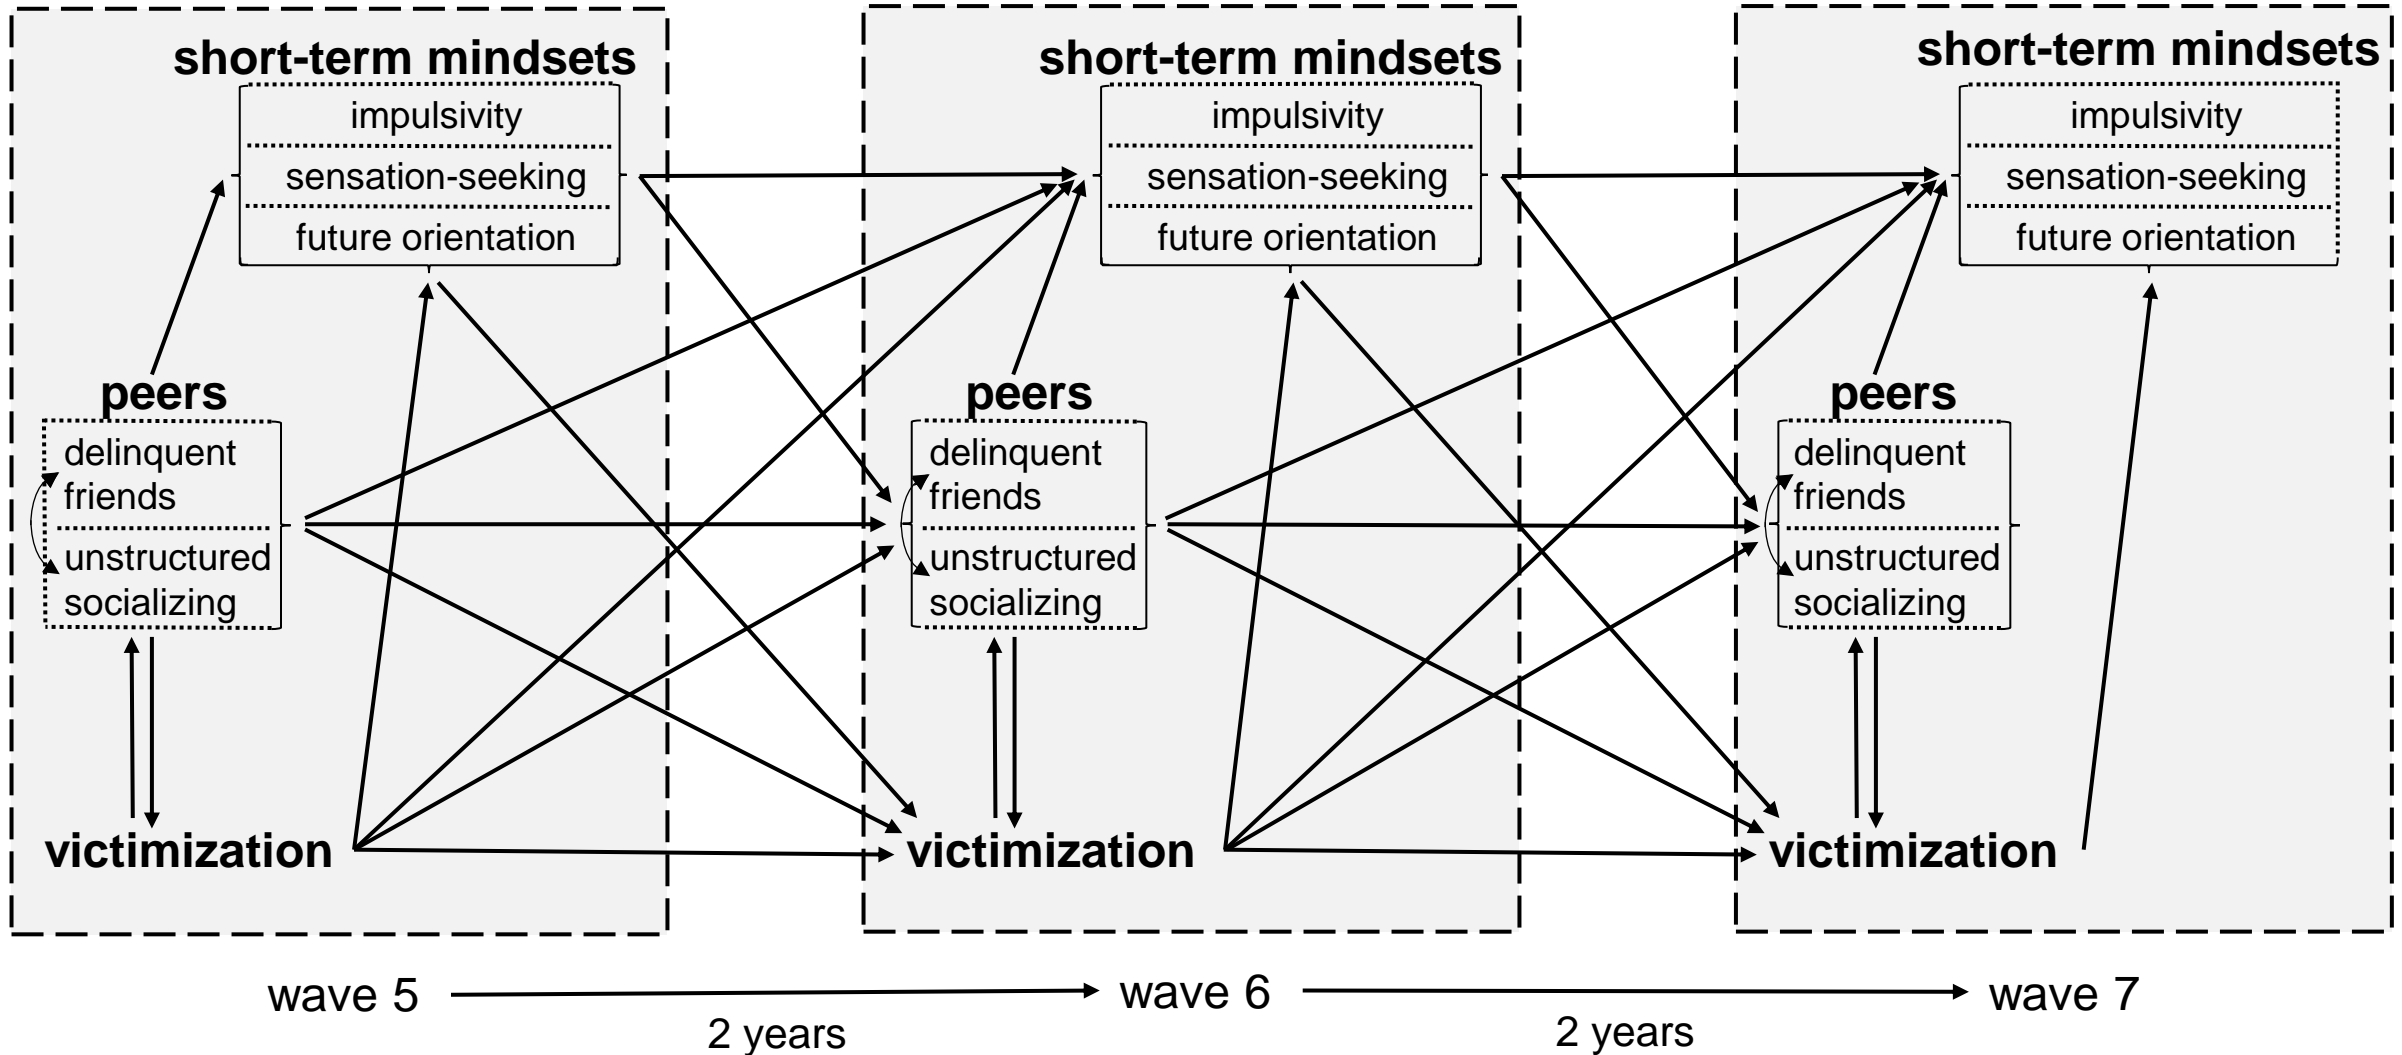 short-term mindsets
impulsivity
sensation-seeking
future orientation
peers
delinquent
friends
unstructured
socializing
victimization
short-term mindsets
impulsivity
sensation-seeking
future orientation
peers
delinquent
friends
unstructured
socializing
victimization
short-term mindsets
impulsivity
sensation-seeking
future orientation
peers
delinquent
friends
unstructured
socializing
victimization
wave 5
2 years
wave 6
2 years
wave 7